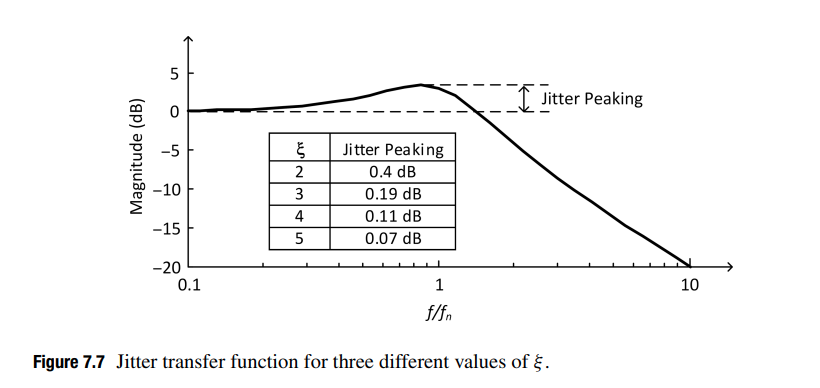 5
Jitter Peaking
0
Magnitude (dB)
ξ Jitter Peaking
−5
2 0.4 dB
−10
3 0.19 dB
4 0.11 dB
−15
5 0.07 dB
−20
0.1 1 10
f/fn
Figure 7.7 Jitter transfer function for three different values of ξ.